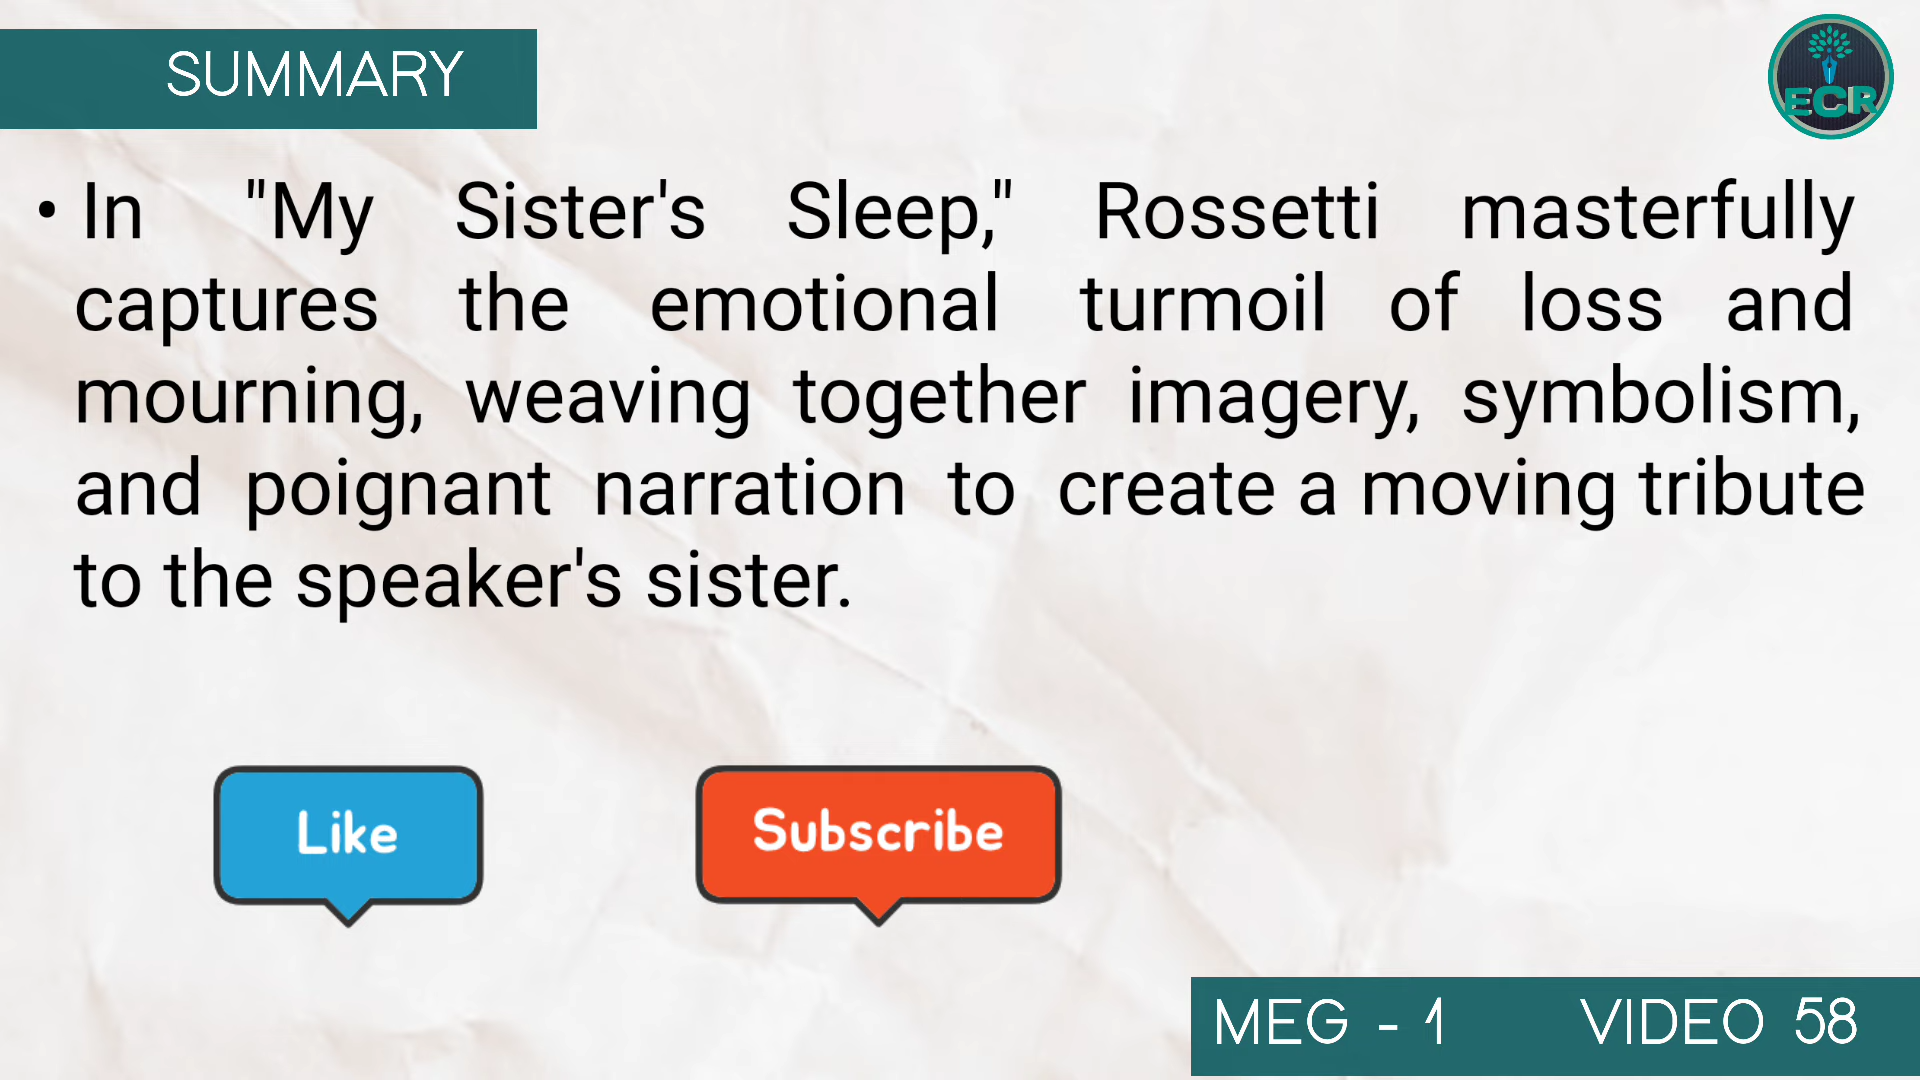 SUMMARY
ECR
• In "My Sister's Sleep," Rossetti masterfully
captures the emotional turmoil of loss and
mourning, weaving together imagery, symbolism,
and poignant narration to create a moving tribute
to the speaker's sister.
Like
Subscribe
MEG - 1 VIDEO 58